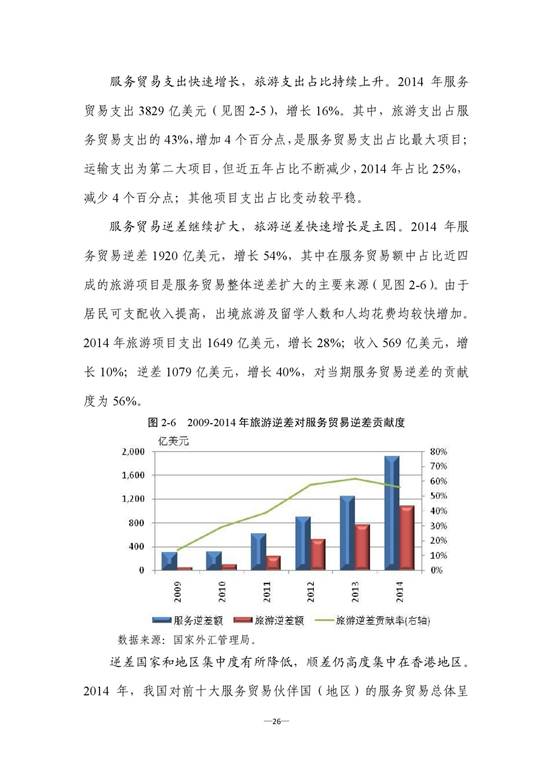 服务贸易支出快速增长，旅游支出占比持续上升。2014 年服务
贸易支出 3829 亿美元（见图 2-5），增长 16%。其中，旅游支出占服
务贸易支出的 43%，增加 4 个百分点，是服务贸易支出占比最大项目；
运输支出为第二大项目，但近五年占比不断减少，2014 年占比 25%，
减少 4 个百分点；其他项目支出占比变动较平稳。
服务贸易逆差继续扩大，旅游逆差快速增长是主因。2014 年服
务贸易逆差 1920 亿美元，增长 54%，其中在服务贸易额中占比近四
成的旅游项目是服务贸易整体逆差扩大的主要来源（见图 2-6）。由于
居民可支配收入提高，出境旅游及留学人数和人均花费均较快增加。
2014 年旅游项目支出 1649 亿美元，增长 28%；收入 569 亿美元，增
长 10%；逆差 1079 亿美元，增长 40%，对当期服务贸易逆差的贡献
度为 56%。
图 2-6 2009-2014 年旅游逆差对服务贸易逆差贡献度
亿美元
2,000
1,600
1,200
800
400
0
80%
70%
60%
50%
40%
30%
20%
10%
0%
2009
2010
2011
2012
2013
2014
服务逆差额 旅游逆差额 旅游逆差贡献率(右轴)
数据来源：国家外汇管理局。
逆差国家和地区集中度有所降低，顺差仍高度集中在香港地区。
2014 年，我国对前十大服务贸易伙伴国（地区）的服务贸易总体呈
—26—